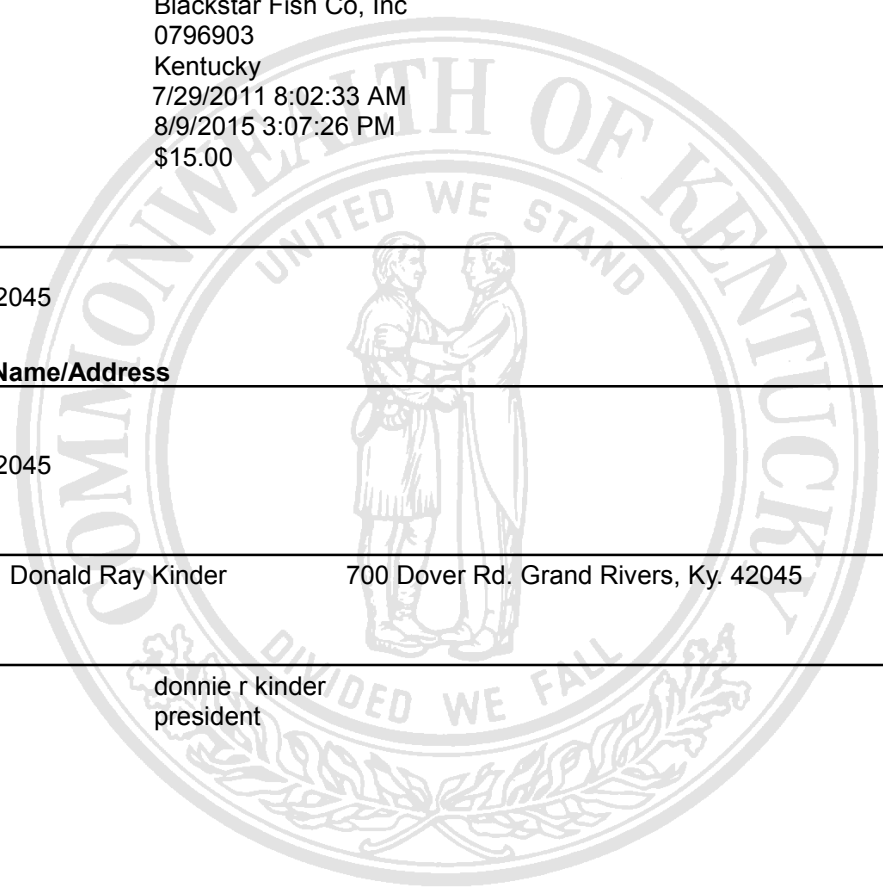 Blackstar Fish Co, Inc
0796903
Kentucky
7/29/2011 8:02:33 AM
8/9/2015 3:07:26 PM
$15.00
COMMONWEALTH OF KENTUCKY
UNITED WE STAND
2045
Name/Address
2045
Donald Ray Kinder 700 Dover Rd. Grand Rivers, Ky. 42045
donnie r kinder
president
DIVIDED WE FALL